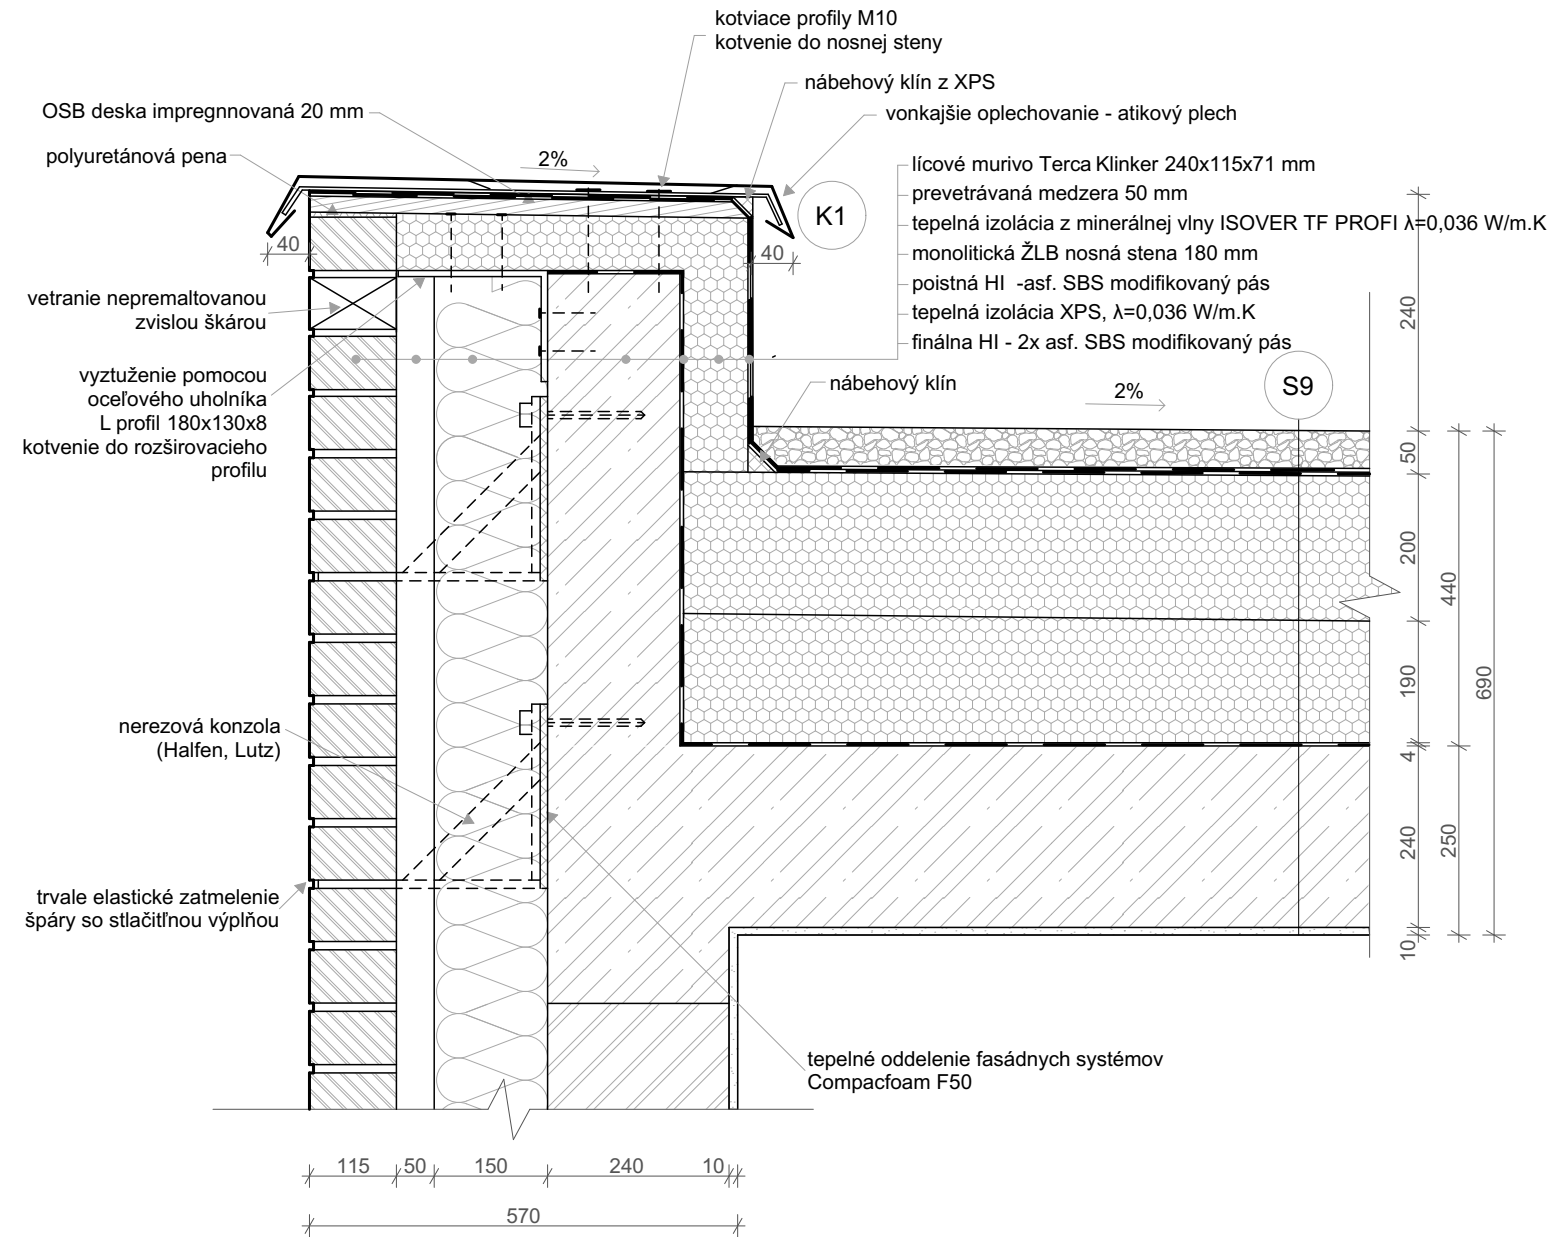 kotviace profily M10
kotvenie do nosnej steny
nábehový klín z XPS
OSB deska impregnnovaná 20 mm
vonkajšie oplechovanie - atikový plech
polyuretánová pena
2%
lícové murivo Terca Klinker 240x115x71 mm
prevetrávaná medzera 50 mm
tepelná izolácia z minerálnej vlny ISOVER TF PROFI λ=0,036 W/m.K
monolitická ŽLB nosná stena 180 mm
poistná HI -asf. SBS modifikovaný pás
tepelná izolácia XPS, λ=0,036 W/m.K
finálna HI - 2x asf. SBS modifikovaný pás
K1
40
40
vetranie nepremaltovanou
zvislou škárou
vyztuženie pomocou
oceľového uholníka
L profil 180x130x8
kotvenie do rozširovacieho
profilu
nábehový klín
2%
S9
240
50
200
190
4
240
10
440
250
690
nerezová konzola
(Halfen, Lutz)
trvale elastické zatmelenie
špáry so stlačitľnou výplňou
tepelné oddelenie fasádnych systémov
Compacfoam F50
115
50
150
240
10
570